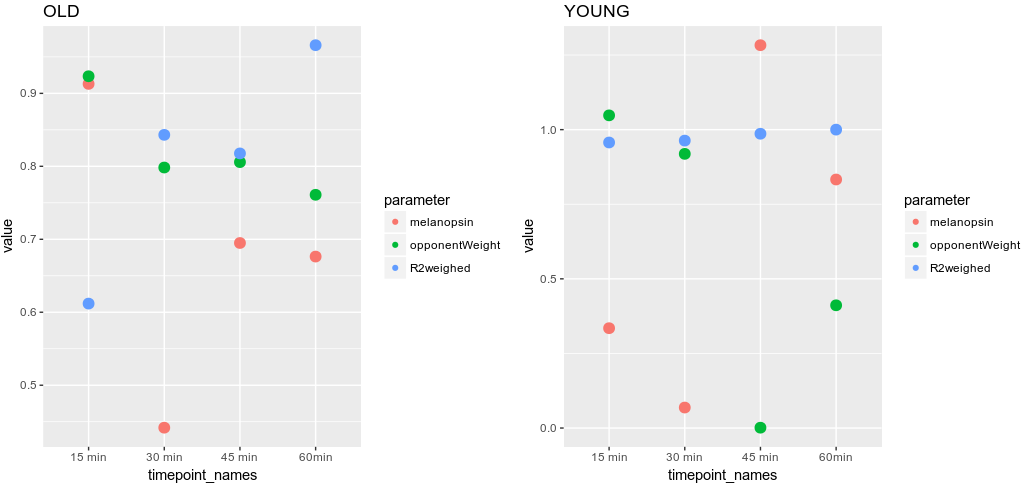 OLD
value
0.9
0.8
0.7
0.6
0.5
15 min
30 min
45 min
60min
timepoint_names
parameter
melanopsin
opponentWeight
R2weighed
YOUNG
value
1.0
0.5
0.0
15 min
30 min
45 min
60min
timepoint_names
parameter
melanopsin
opponentWeight
R2weighed